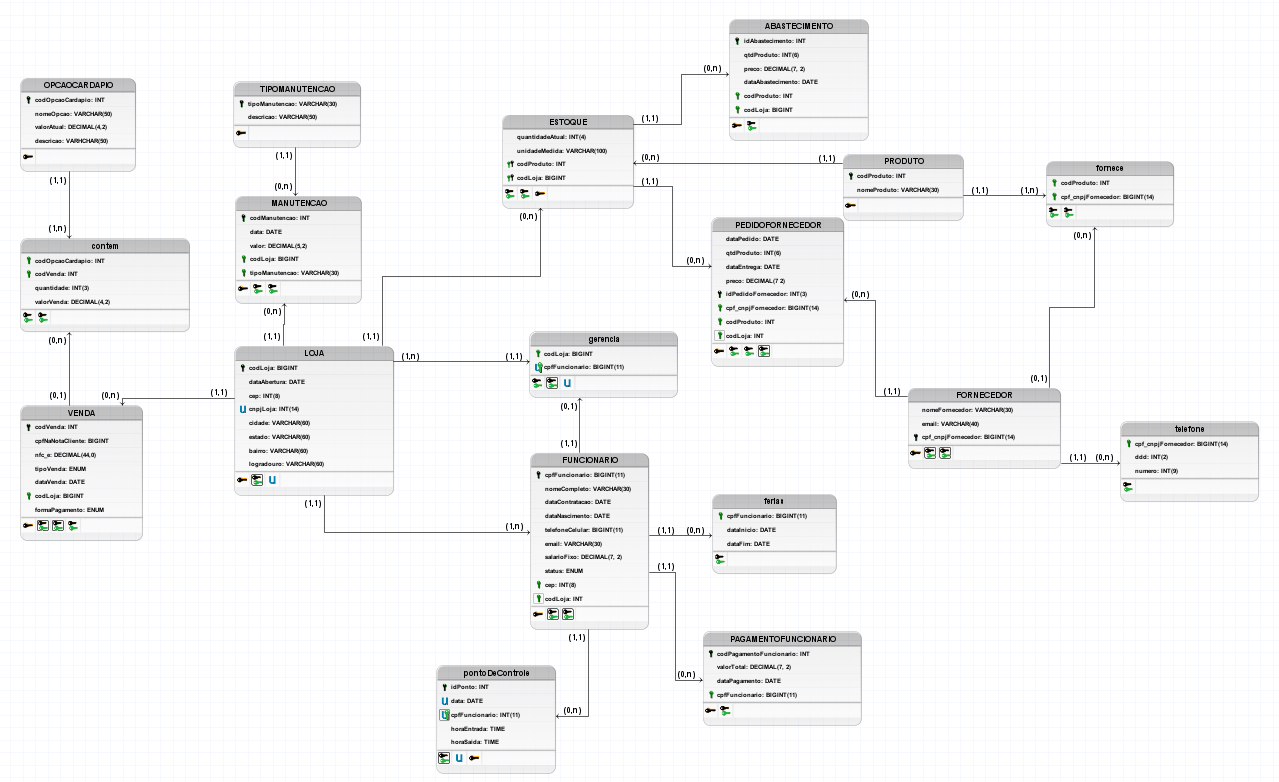 ABASTECIMENTO
idAbastecimento: INT
qtdProduto: INT(6)
preco: DECIMAL(7, 2)
dataAbastecimento: DATE
codProduto: INT
codLoja: BIGINT
(0,n)
OPCAOCARDAPIO
codOpcaoCardapio: INT
nomeOpcao: VARCHAR(50)
valorAtual: DECIMAL(4,2)
descricao: VARHCHAR(50)
(1,1)
(1,n)
TIPOMANUTENCAO
tipoManutencao: VARCHAR(30)
descricao: VARCHAR(50)
(1,1)
(0,n)
ESTOQUE
quantidadeAtual: INT(4)
unidadeMedida: VARCHAR(100)
codProduto: INT
codLoja: BIGINT
(1,1)
(0,n)
(1,1)
(0,n)
(1,1)
PRODUTO
codProduto: INT
nomeProduto: VARCHAR(30)
(1,1)
(1,n)
fornece
codProduto: INT
cpf_cnpjFornecedor: BIGINT(14)
(0,n)
MANUTENCAO
codManutencao: INT
data: DATE
valor: DECIMAL(5,2)
codLoja: BIGINT
tipoManutencao: VARCHAR(30)
(0,n)
(1,1)
(1,1)
contem
codOpcaoCardapio: INT
codVenda: INT
quantidade: INT(3)
valorVenda: DECIMAL(4,2)
(0,n)
(0,1)
PEDIDOFORNECEDOR
dataPedido: DATE
qtdProduto: INT(6)
dataEntrega: DATE
preco: DECIMAL(7 2)
idPedidoFornecedor: INT(3)
cpf_cnpjFornecedor: BIGINT(14)
codProduto: INT
codLoja: INT
(0,n)
(0,n)
(1,1)
(0,1)
gerencia
codLoja: BIGINT
cpfFuncionario: BIGINT(11)
(1,n)
(1,1)
(0,1)
(1,1)
LOJA
codLoja: BIGINT
dataAbertura: DATE
cep: INT(8)
cnpjLoja: INT(14)
cidade: VARCHAR(60)
estado: VARCHAR(60)
bairro: VARCHAR(60)
logradouro: VARCHAR(60)
(1,1)
(0,n)
(1,1)
(1,n)
VENDA
codVenda: INT
cpfNaNotaCliente: BIGINT
nfc_e: DECIMAL(44,0)
tipoVenda: ENUM
dataVenda: DATE
codLoja: BIGINT
formaPagamento: ENUM
FORNECEDOR
nomeFornecedor: VARCHAR(30)
email: VARCHAR(40)
cpf_cnpjFornecedor: BIGINT(14)
(1,1)
(0,n)
telefone
cpf_cnpjFornecedor: BIGINT(14)
ddd: INT(2)
numero: INT(9)
FUNCIONARIO
cpfFuncionario: BIGINT(11)
nomeCompleto: VARCHAR(30)
dataContratacao: DATE
dataNascimento: DATE
telefoneCelular: BIGINT(11)
email: VARCHAR(30)
salarioFixo: DECIMAL(7, 2)
status: ENUM
cep: INT(8)
codLoja: INT
(1,1)
(0,n)
(1,1)
(0,n)
(1,1)
(0,n)
ferias
cpfFuncionario: BIGINT(11)
dataInicio: DATE
dataFim: DATE
PAGAMENTOFUNCIONARIO
codPagamentoFuncionario: INT
valorTotal: DECIMAL(7, 2)
dataPagamento: DATE
cpfFuncionario: BIGINT(11)
pontoDeControle
idPonto: INT
data: DATE
cpfFuncionario: INT(11)
horaEntrada: TIME
horaSaida: TIME